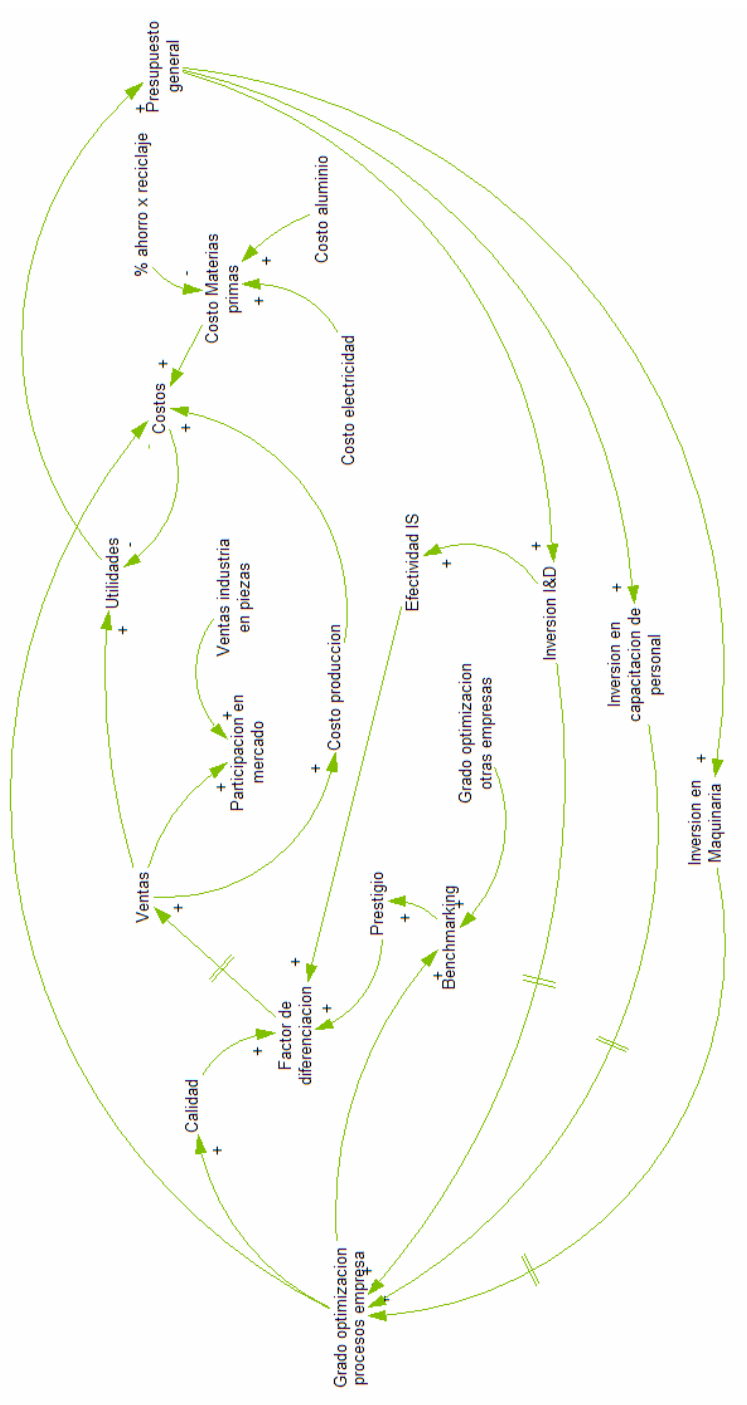 Presupuesto
general
% ahorro x reciclaje
Costo aluminio
Costo Materias
primas
Costo electricidad
Costos
Utilidades
Ventas industria
en piezas
Participacion en
mercado
Costo produccion
Ventas
Efectividad IS
Inversion I&D
Inversion en
capacitacion de
personal
Inversion en
Maquinaria
Grado optimizacion
otras empresas
Benchmarking
Prestigio
Factor de
diferenciacion
Calidad
Grado optimizacion
procesos empresa